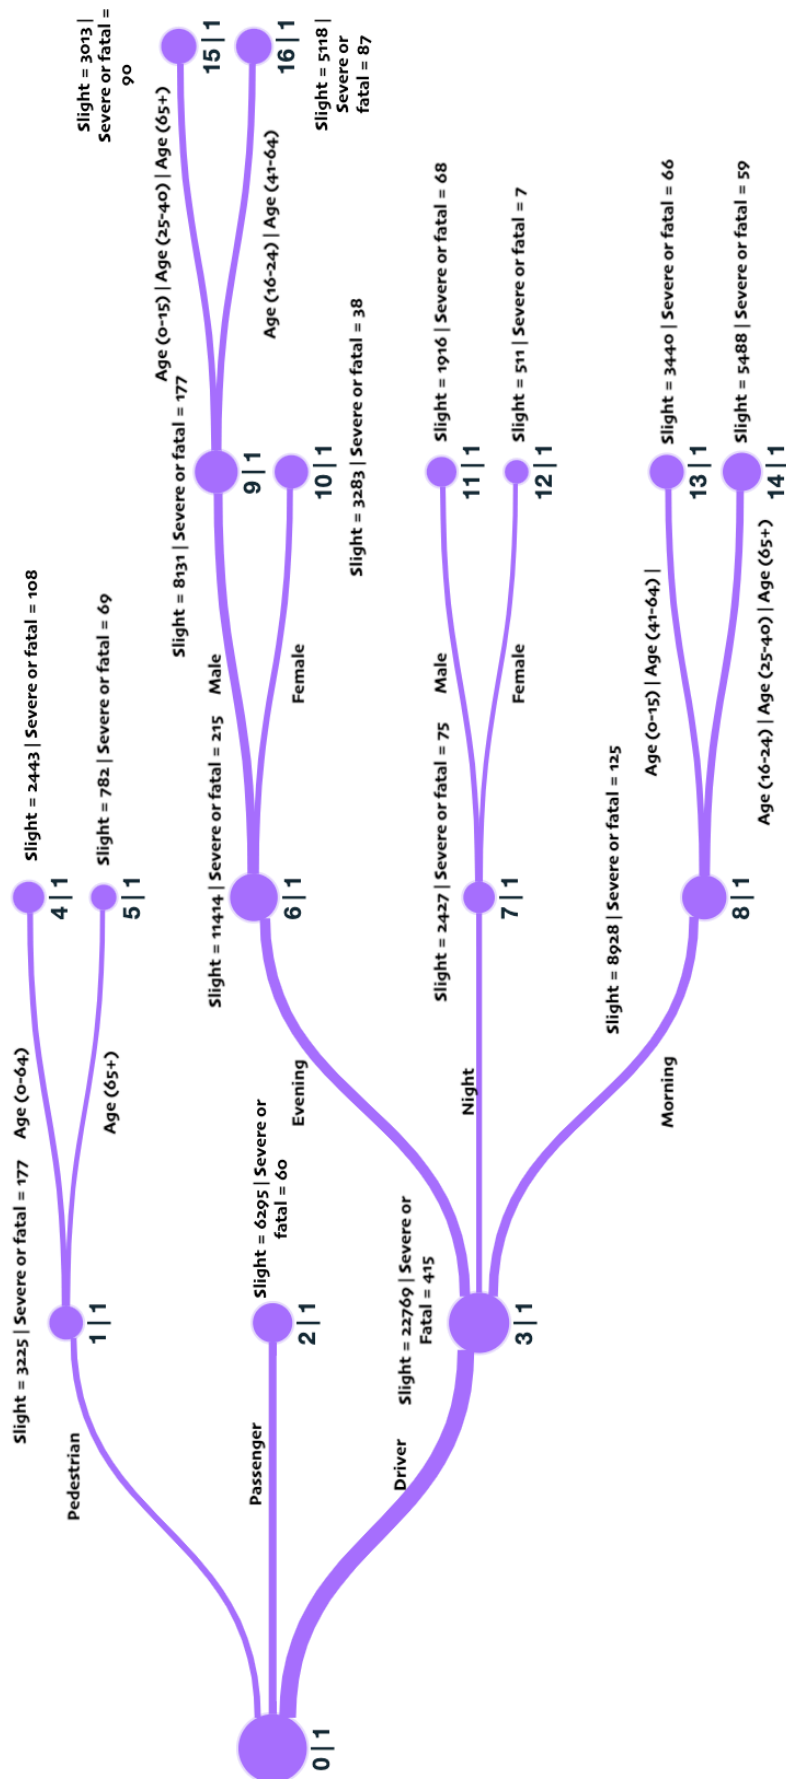 0 | 1
Pedestrian
Slight = 3225 | Severe or fatal = 177
1 | 1
Age (0-64)
Slight = 2443 | Severe or fatal = 108
4 | 1
Age (65+)
Slight = 782 | Severe or fatal = 69
5 | 1
Passenger
Slight = 6295 | Severe or
fatal = 60
2 | 1
Driver
Slight = 22769 | Severe or
Fatal = 415
3 | 1
Evening
Slight = 11414 | Severe or fatal = 215
6 | 1
Male
Slight = 8131 | Severe or fatal = 177
9 | 1
Age (0-15) | Age (25-40) | Age (65+)
Slight = 3013 |
Severe or fatal =
90
15 | 1
Age (16-24) | Age (41-64)
16 | 1
Slight = 5118 |
Severe or
fatal = 87
Female
10 | 1
Slight = 3283 | Severe or fatal = 38
Night
Slight = 2427 | Severe or fatal = 75
7 | 1
Male
Slight = 1916 | Severe or fatal = 68
11 | 1
Female
Slight = 511 | Severe or fatal = 7
12 | 1
Morning
Slight = 8928 | Severe or fatal = 125
8 | 1
Age (0-15) | Age (41-64) |
Slight = 3440 | Severe or fatal = 66
13 | 1
Age (16-24) | Age (25-40) | Age (65+)
Slight = 5488 | Severe or fatal = 59
14 | 1